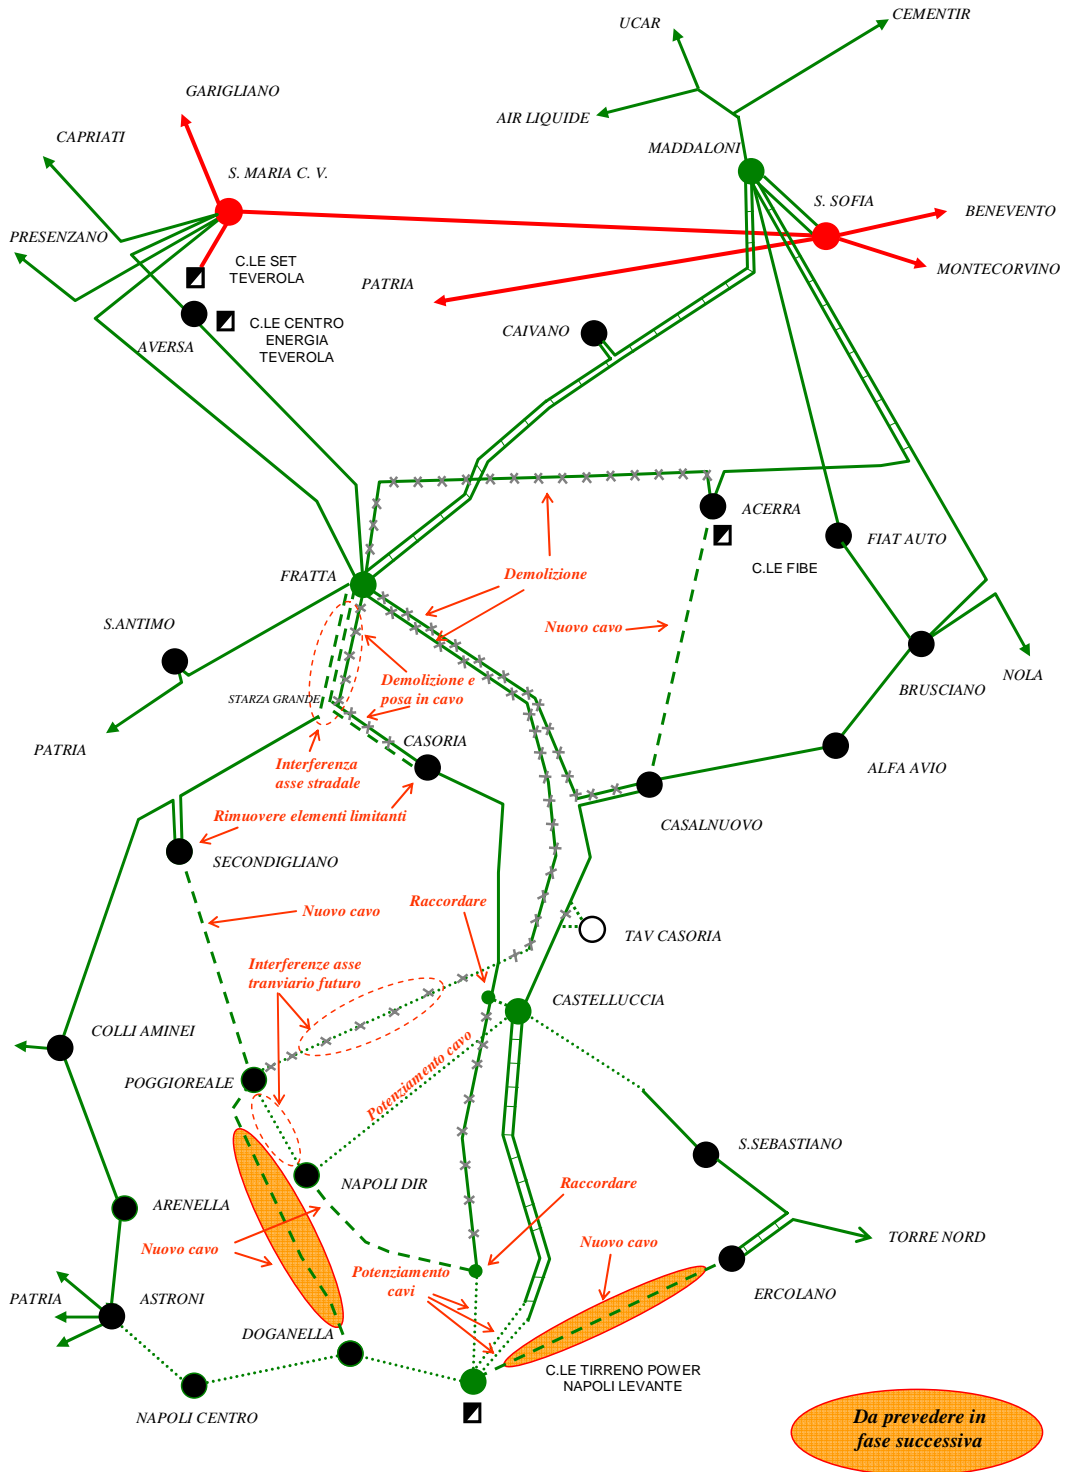 UCAR
CEMENTIR
GARIGLIANO
AIR LIQUIDE
CAPRIATI
MADDALONI
S. MARIA C. V.
S. SOFIA
BENEVENTO
PRESENZANO
C.LE SET
TEVEROLA
MONTECORVINO
PATRIA
C.LE CENTRO
ENERGIA
TEVEROLA
CAIVANO
AVERSA
ACERRA
FIAT AUTO
C.LE FIBE
FRATTA
Demolizione
S.ANTIMO
Nuovo cavo
NOLA
Demolizione e
posa in cavo
BRUSCIANO
STARZA GRANDE
PATRIA
CASORIA
Interferenza
asse stradale
ALFA AVIO
Rimuovere elementi limitanti
CASALNUOVO
SECONDIGLIANO
Raccordare
Nuovo cavo
TAV CASORIA
Interferenze asse
tranviario futuro
CASTELLUCCIA
COLLI AMINEI
Potenziamento cavo
POGGIOREALE
S.SEBASTIANO
NAPOLI DIR
Raccordare
ARENELLA
TORRE NORD
Nuovo cavo
Nuovo cavo
Potenziamento
cavi
PATRIA
ASTRONI
ERCOLANO
DOGANELLA
C.LE TIRRENO POWER
NAPOLI LEVANTE
NAPOLI CENTRO
Da prevedere in
fase successiva